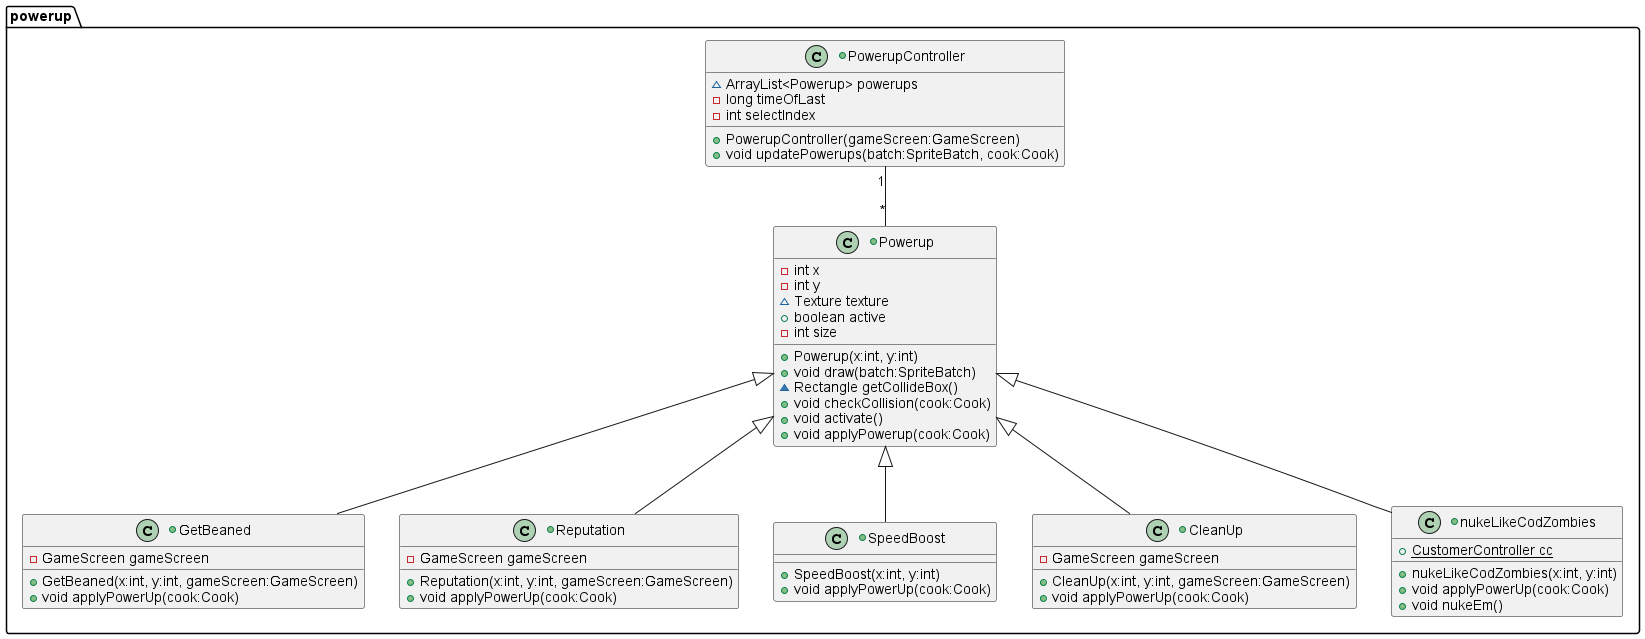 powerup
C PowerupController
ArrayList<Powerup> powerups
long timeOfLast
int selectIndex
PowerupController(gameScreen:GameScreen)
void updatePowerups(batch:SpriteBatch, cook:Cook)
1
*
C Powerup
int x
int y
Texture texture
boolean active
int size
Powerup(x:int, y:int)
void draw(batch:SpriteBatch)
Rectangle getCollideBox()
void checkCollision(cook:Cook)
void activate()
void applyPowerup(cook:Cook)
C GetBeaned
GameScreen gameScreen
GetBeaned(x:int, y:int, gameScreen:GameScreen)
void applyPowerUp(cook:Cook)
C Reputation
GameScreen gameScreen
Reputation(x:int, y:int, gameScreen:GameScreen)
void applyPowerUp(cook:Cook)
C SpeedBoost
SpeedBoost(x:int, y:int)
void applyPowerUp(cook:Cook)
C CleanUp
GameScreen gameScreen
CleanUp(x:int, y:int, gameScreen:GameScreen)
void applyPowerUp(cook:Cook)
C nukeLikeCodZombies
CustomerController cc
nukeLikeCodZombies(x:int, y:int)
void applyPowerUp(cook:Cook)
void nukeEm()